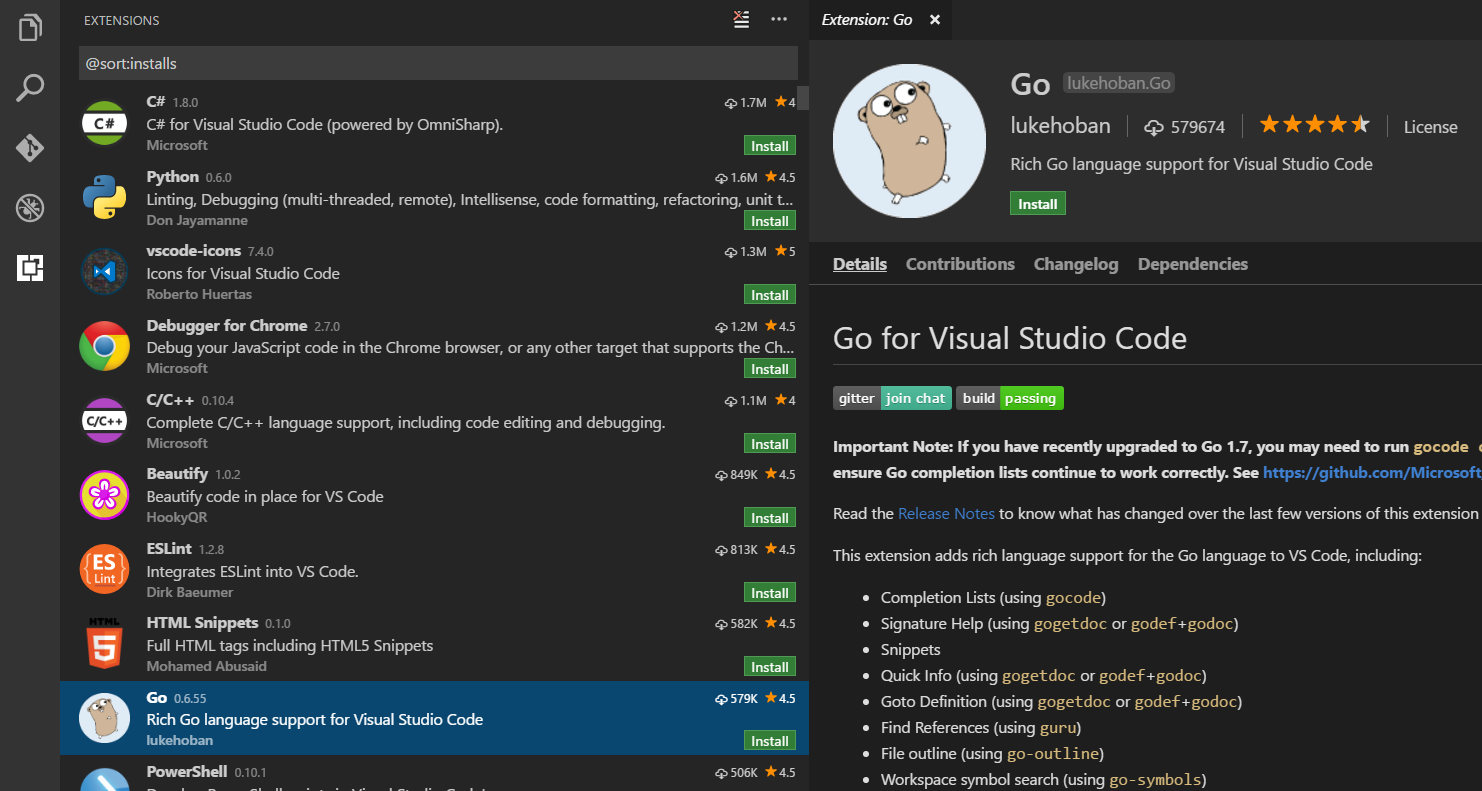 EXTENSIONS
@sort:installs
C# 1.8.0 1.7M 4
C# for Visual Studio Code (powered by OmniSharp).
Microsoft Install
Python 0.6.0 1.6M 4.5
Linting, Debugging (multi-threaded, remote), Intellisense, code formatting, refactoring, unit t...
Don Jayamanne Install
vscode-icons 7.4.0 1.3M 5
Icons for Visual Studio Code
Roberto Huertas Install
Debugger for Chrome 2.7.0 1.2M 4.5
Debug your JavaScript code in the Chrome browser, or any other target that supports the Ch...
Microsoft Install
C/C++ 0.10.4 1.1M 4
C/C++
Complete C/C++ language support, including code editing and debugging.
Microsoft Install
Beautify 1.0.2 849K 4.5
Beautify code in place for VS Code
HookyQR Install
ESLint 1.2.8 813K 4.5
ES
Lint
Integrates ESLint into VS Code.
Dirk Baeumer Install
HTML Snippets 0.1.0 582K 4.5
HTML
5
Full HTML tags including HTML5 Snippets
Mohamed Abusaid Install
Go 0.6.55 579K 4.5
Rich Go language support for Visual Studio Code
lukehoban Install
PowerShell 0.10.1 506K 4.5
Extension: Go
Go lukehoban.Go
lukehoban 579674 License
Rich Go language support for Visual Studio Code
Install
Details Contributions Changelog Dependencies
Go for Visual Studio Code
gitter join chat build passing
Important Note: If you have recently upgraded to Go 1.7, you may need to run gocode
ensure Go completion lists continue to work correctly. See https://github.com/Microsoft
Read the Release Notes to know what has changed over the last few versions of this extension
This extension adds rich language support for the Go language to VS Code, including:
• Completion Lists (using gocode)
• Signature Help (using gogetdoc or godef+godoc)
• Snippets
• Quick Info (using gogetdoc or godef+godoc)
• Goto Definition (using gogetdoc or godef+godoc)
• Find References (using guru)
• File outline (using go-outline)
• Workspace symbol search (using go-symbols)